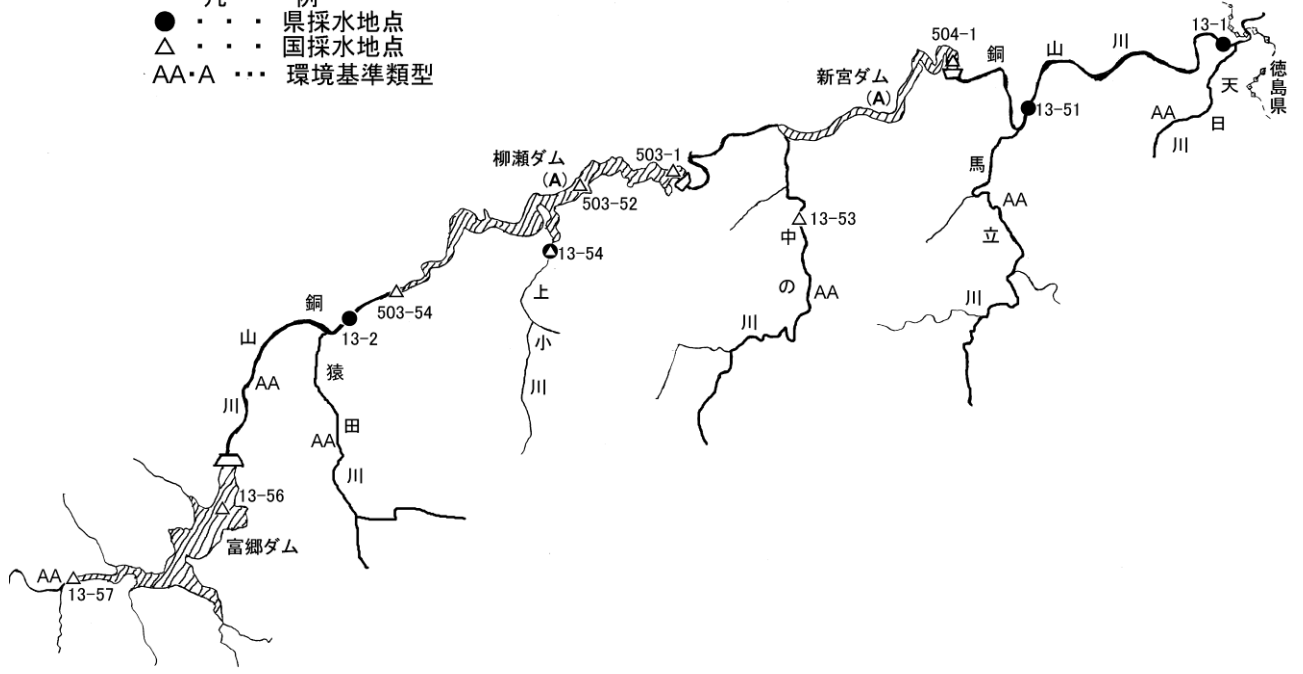 凡 例
● ・ ・ ・ 県採水地点
△ ・ ・ ・ 国採水地点
AA・A ・・・ 環境基準類型
13-1
徳島県
504-1
銅山川
新宮ダム
(A)
天日川
AA
13-51
柳瀬ダム
(A)
503-1
503-52
馬立川
AA
13-53
中の川
AA
13-54
上小川
503-54
13-2
銅山川
AA
猿田川
AA
13-56
富郷ダム
AA
13-57